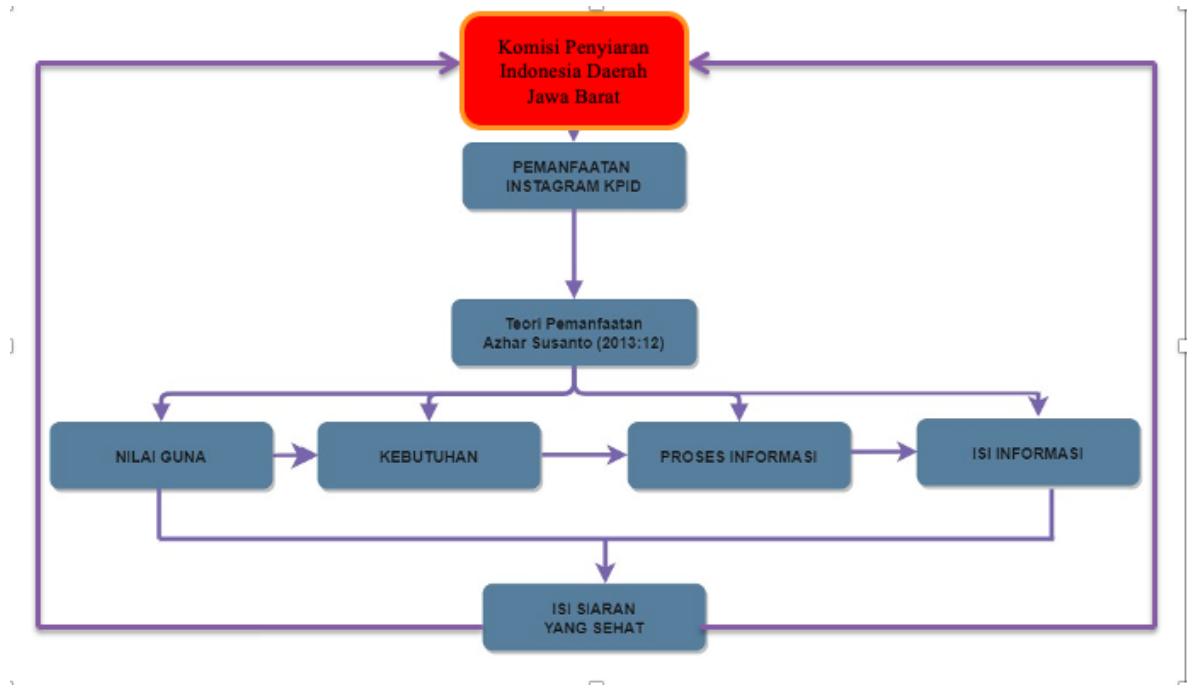 Komisi Penyiaran
Indonesia Daerah
Jawa Barat
PEMANFAATAN
INSTAGRAM KPID
Teori Pemanfaatan
Azhar Susanto (2013:12)
NILAI GUNA
KEBUTUHAN
PROSES INFORMASI
ISI INFORMASI
ISI SIARAN
YANG SEHAT